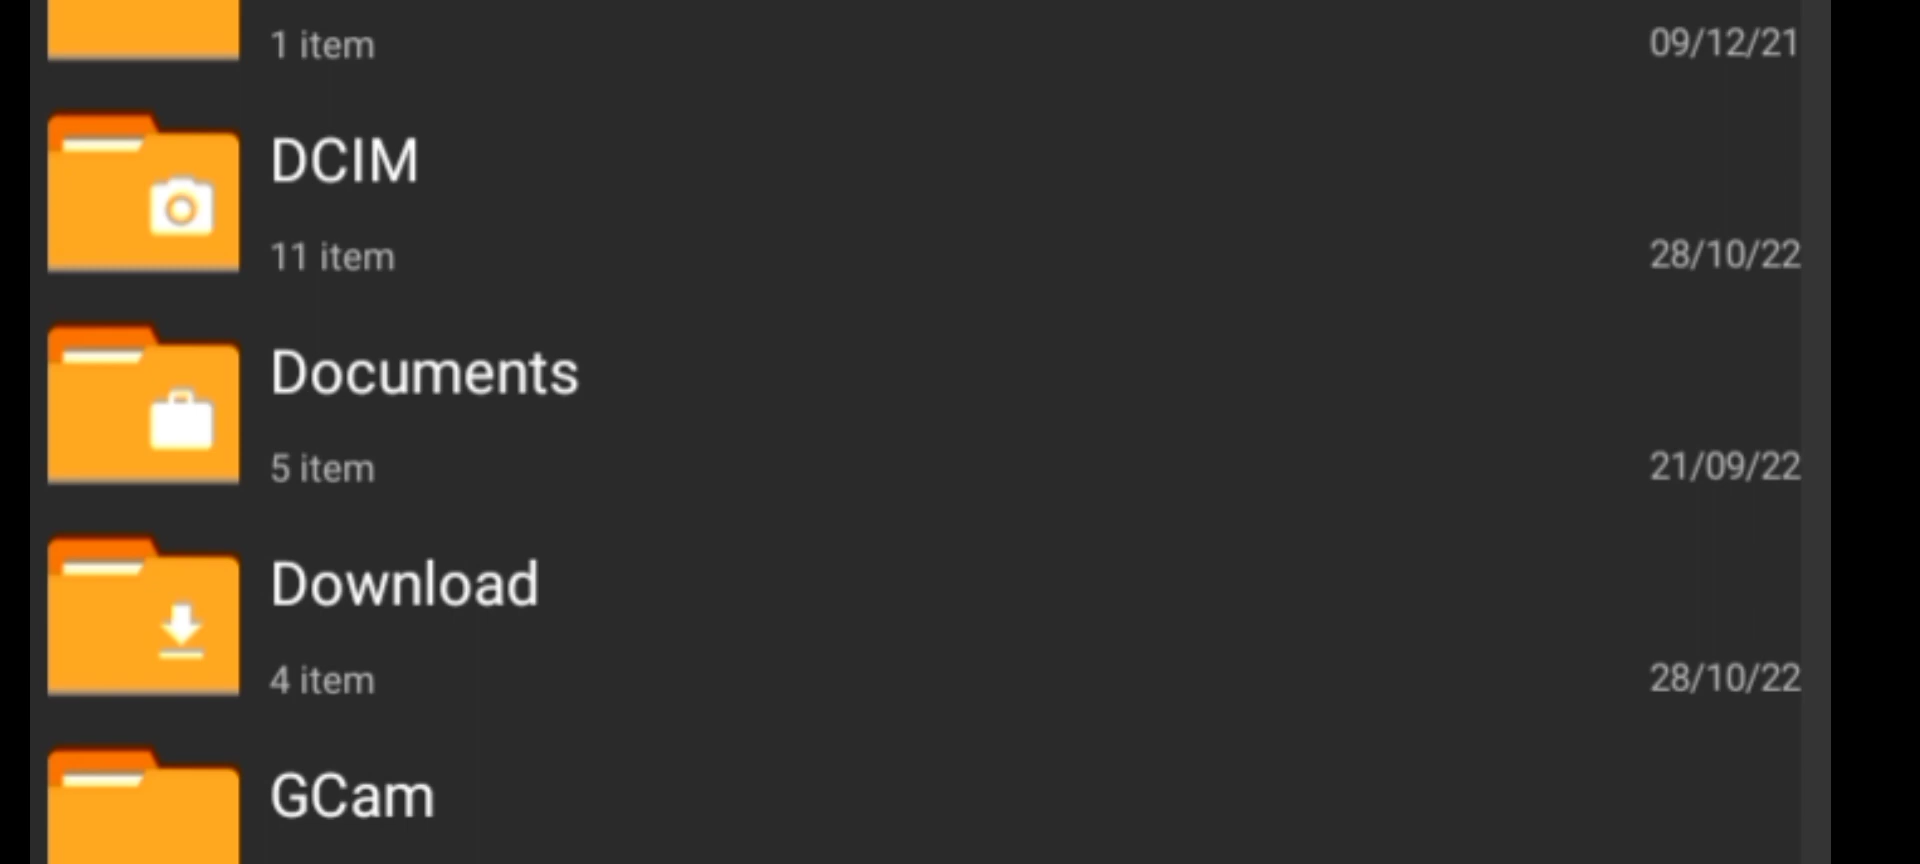 1 item
09/12/21
DCIM
11 item
28/10/22
Documents
5 item
21/09/22
Download
4 item
28/10/22
GCam